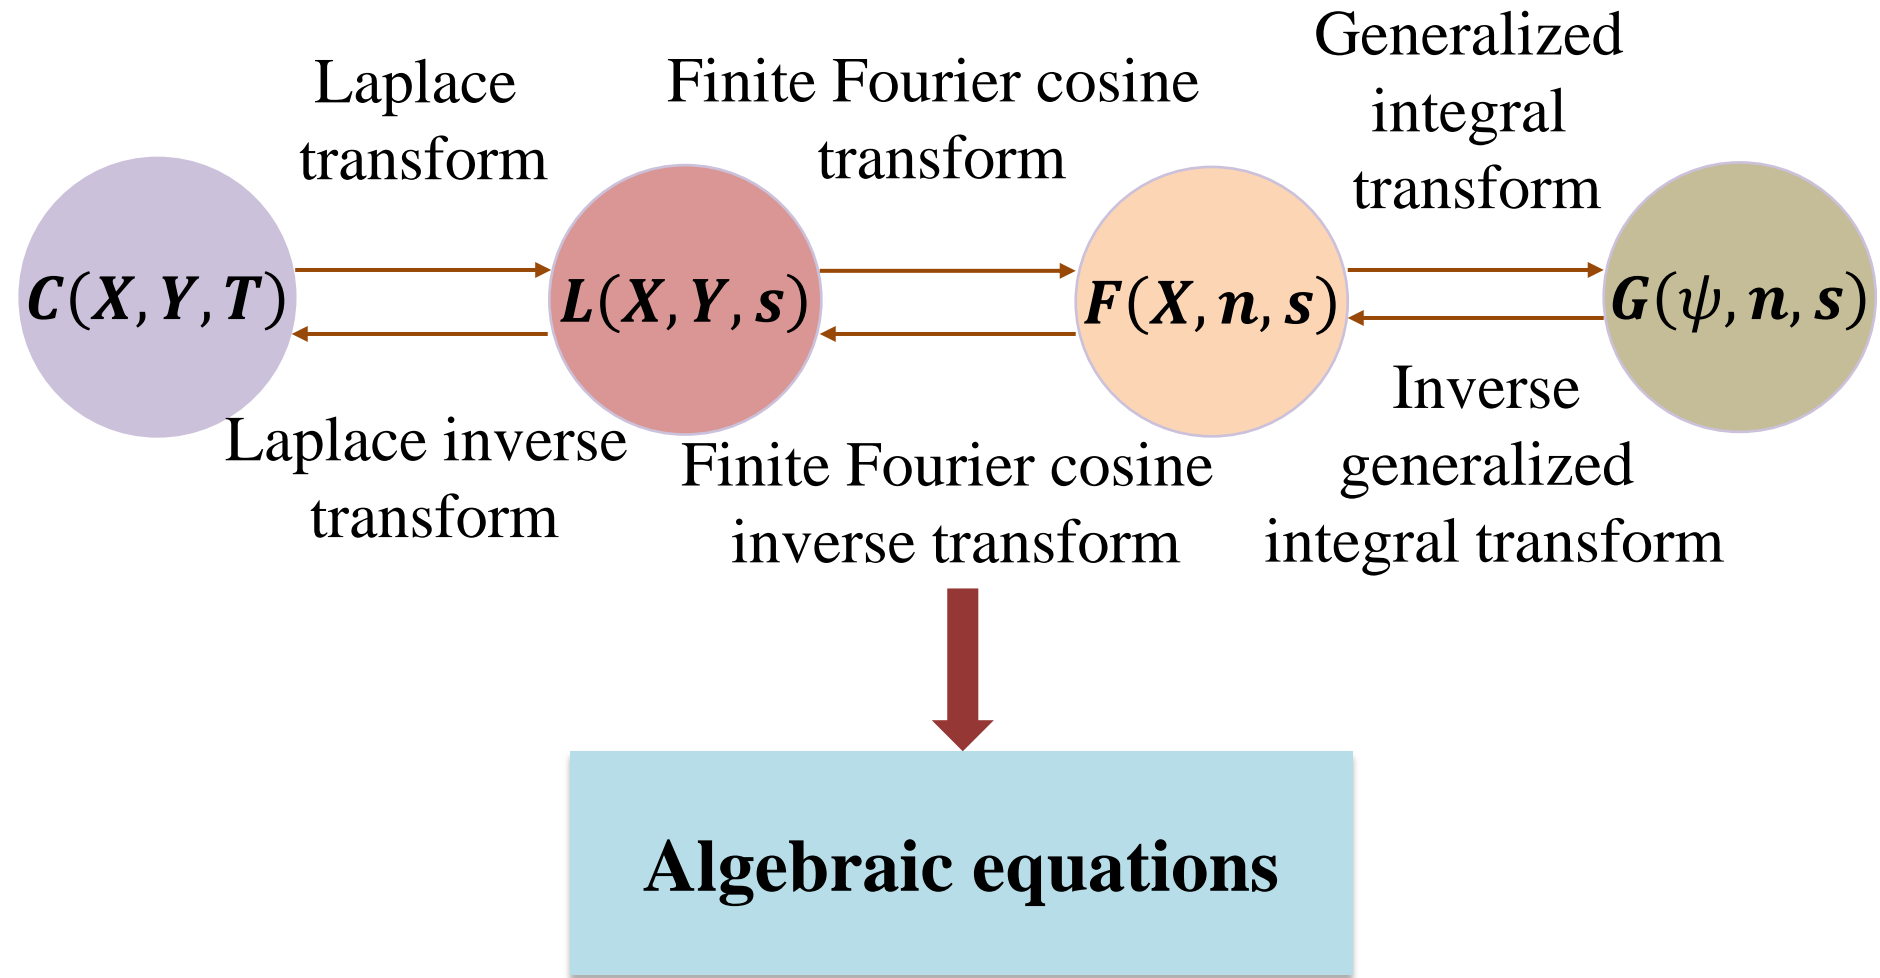 Laplace
transform
Finite Fourier cosine
transform
Generalized
integral
transform
C(X, Y, T)
L(X, Y, s)
F(X, n, s)
G(ψ, n, s)
Laplace inverse
transform
Finite Fourier cosine
inverse transform
Inverse
generalized
integral transform
Algebraic equations